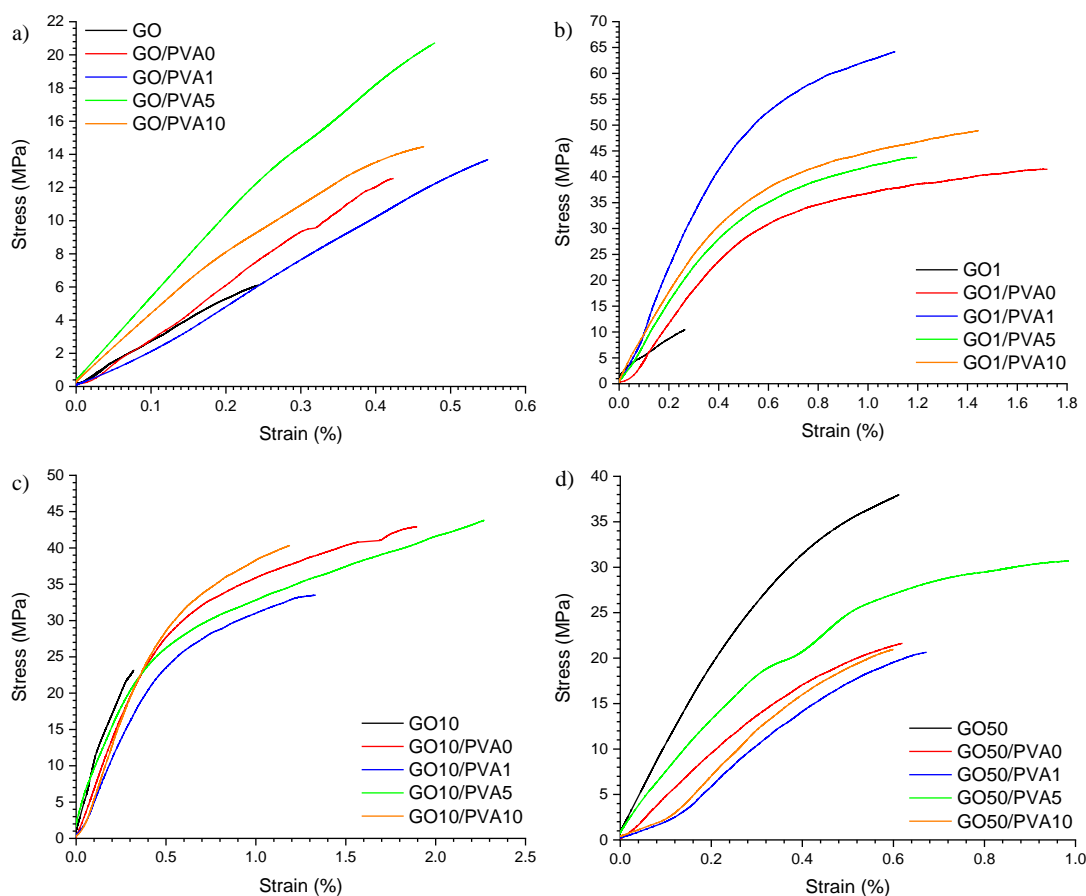 a)
GO
GO/PVA0
GO/PVA1
GO/PVA5
GO/PVA10
22
20
18
16
14
12
10
8
6
4
2
0
Stress (MPa)
0.0 0.1 0.2 0.3 0.4 0.5 0.6
Strain (%)
b)
70
65
60
55
50
45
40
35
30
25
20
15
10
5
0
Stress (MPa)
GO1
GO1/PVA0
GO1/PVA1
GO1/PVA5
GO1/PVA10
0.0 0.2 0.4 0.6 0.8 1.0 1.2 1.4 1.6 1.8
Strain (%)
c)
50
45
40
35
30
25
20
15
10
5
0
Stress (MPa)
GO10
GO10/PVA0
GO10/PVA1
GO10/PVA5
GO10/PVA10
0.0 0.5 1.0 1.5 2.0 2.5
Strain (%)
d)
40
35
30
25
20
15
10
5
0
Stress (MPa)
GO50
GO50/PVA0
GO50/PVA1
GO50/PVA5
GO50/PVA10
0.0 0.2 0.4 0.6 0.8 1.0
Strain (%)